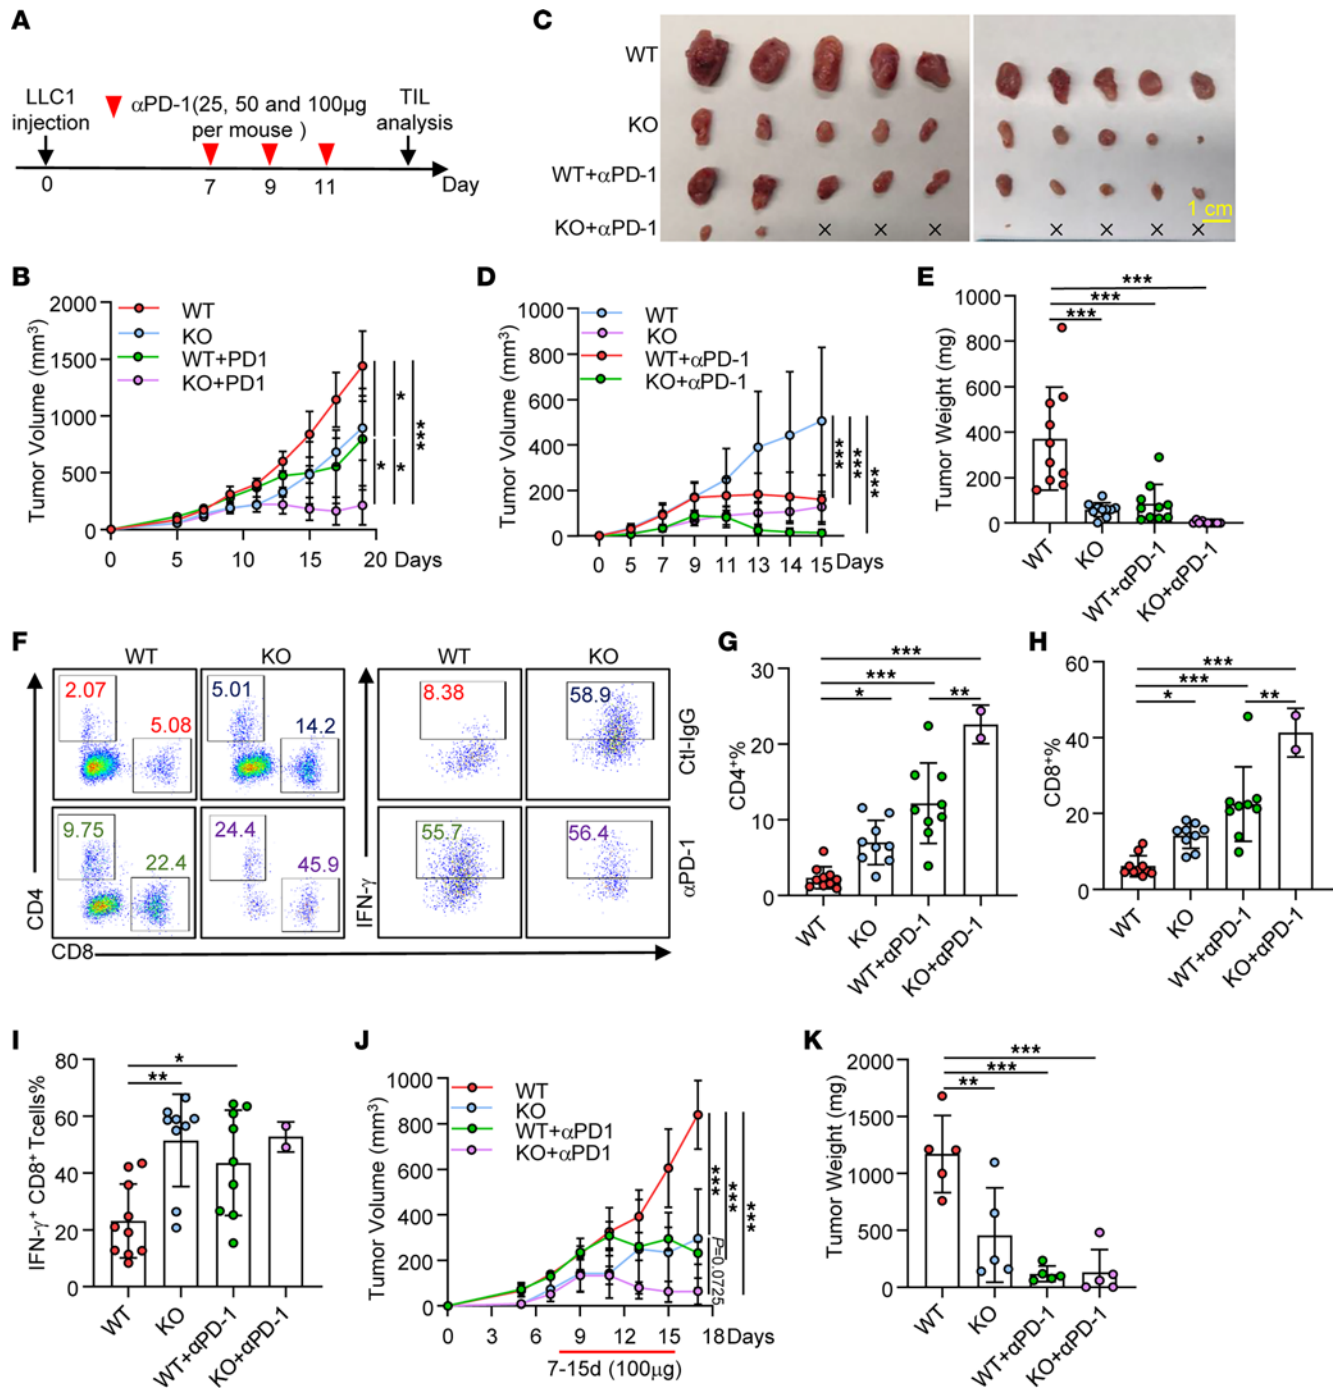 A
LLC1
injection
αPD-1(25, 50 and 100μg
per mouse )
TIL
analysis
0
7
9
11
Day
C
WT
KO
WT+αPD-1
KO+αPD-1
× × ×
× × × ×
1 cm
B
Tumor Volume (mm³)
2000
1500
1000
500
0
0 5 10 15 20 Days
WT
KO
WT+PD1
KO+PD1
* * * ***
D
Tumor Volume (mm³)
1000
800
600
400
200
0
0 5 7 9 11 13 14 15 Days
WT
KO
WT+αPD-1
KO+αPD-1
*** *** ***
E
Tumor Weight (mg)
1000
800
600
400
200
0
***
***
***
WT
KO
WT+αPD-1
KO+αPD-1
F
WT KO WT KO
2.07 5.08
5.01 14.2
8.38
58.9
Ctl-IgG
9.75 22.4
24.4 45.9
55.7
56.4
αPD-1
CD4
CD8
IFN-γ
G
CD4⁺%
30
20
10
0
***
***
* **
WT
KO
WT+αPD-1
KO+αPD-1
H
CD8⁺%
60
40
20
0
***
***
* **
WT
KO
WT+αPD-1
KO+αPD-1
I
IFN-γ⁺ CD8⁺ Tcells%
80
60
40
20
0
*
**
WT
KO
WT+αPD-1
KO+αPD-1
J
Tumor Volume (mm³)
1000
800
600
400
200
0
0 3 6 9 12 15 18 Days
7-15d (100μg)
WT
KO
WT+αPD1
KO+αPD1
*** *** ***
P=0.0725
K
Tumor Weight (mg)
2000
1500
1000
500
0
***
***
**
WT
KO
WT+αPD-1
KO+αPD-1